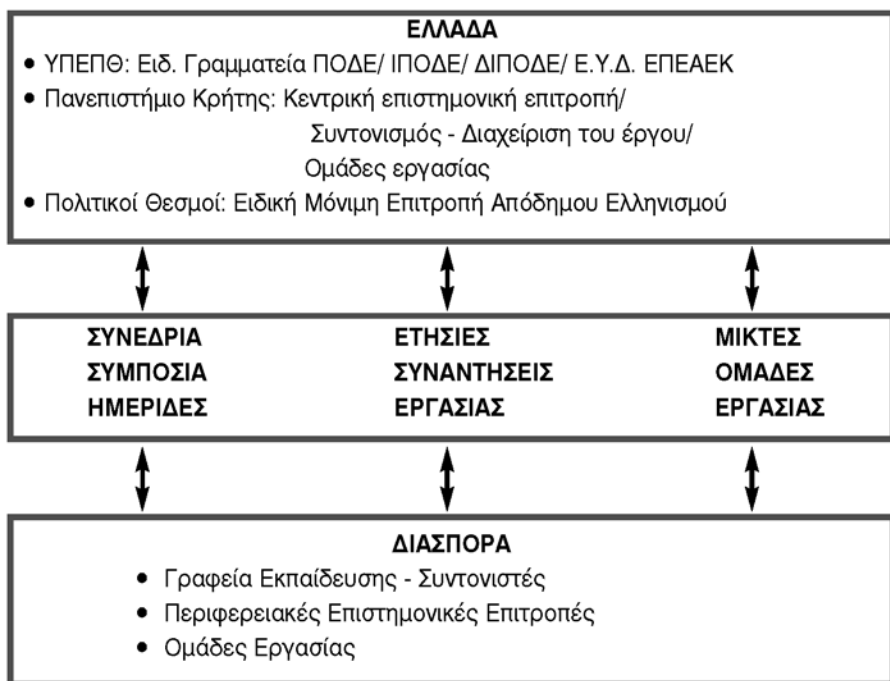 ΕΛΛΑΔΑ
• ΥΠΕΠΘ: Ειδ. Γραμματεία ΠΟΔΕ/ ΙΠΟΔΕ/ ΔΙΠΟΔΕ/ Ε.Υ.Δ. ΕΠΕΑΕΚ
• Πανεπιστήμιο Κρήτης: Κεντρική επιστημονική επιτροπή/
Συντονισμός - Διαχείριση του έργου/
Ομάδες εργασίας
• Πολιτικοί Θεσμοί: Ειδική Μόνιμη Επιτροπή Απόδημου Ελληνισμού
ΣΥΝΕΔΡΙΑ
ΣΥΜΠΟΣΙΑ
ΗΜΕΡΙΔΕΣ
ΕΤΗΣΙΕΣ
ΣΥΝΑΝΤΗΣΕΙΣ
ΕΡΓΑΣΙΑΣ
ΜΙΚΤΕΣ
ΟΜΑΔΕΣ
ΕΡΓΑΣΙΑΣ
ΔΙΑΣΠΟΡΑ
• Γραφεία Εκπαίδευσης - Συντονιστές
• Περιφερειακές Επιστημονικές Επιτροπές
• Ομάδες Εργασίας